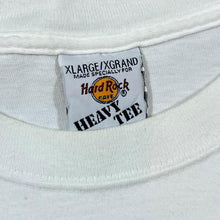 XLARGE/XGRAND
MADE SPECIALLY FOR
Hard Rock
CAFE
HEAVY
TEE